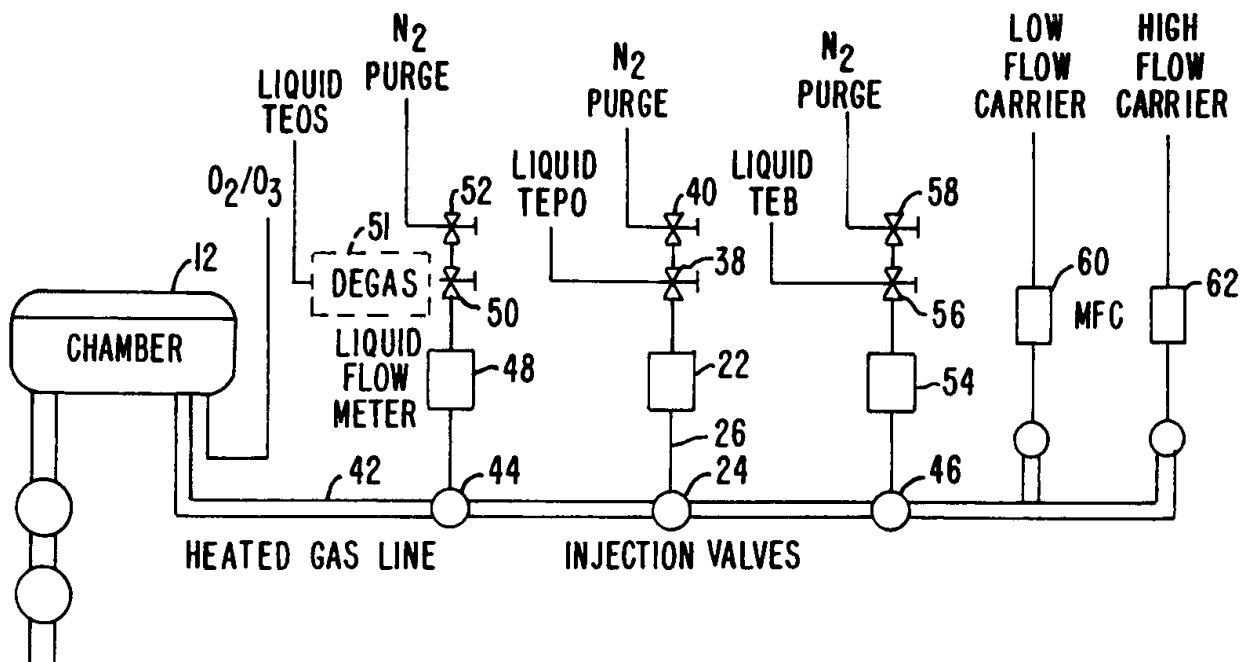 N2
PURGE
LIQUID
TEOS
O2/O3
N2
PURGE
LIQUID
TEPO
N2
PURGE
LIQUID
TEB
LOW
FLOW
CARRIER
HIGH
FLOW
CARRIER
52
40
58
51
DEGAS
50
38
56
60
MFC
62
12
CHAMBER
LIQUID
FLOW
METER
48
22
54
26
42
44
24
46
HEATED GAS LINE
INJECTION VALVES